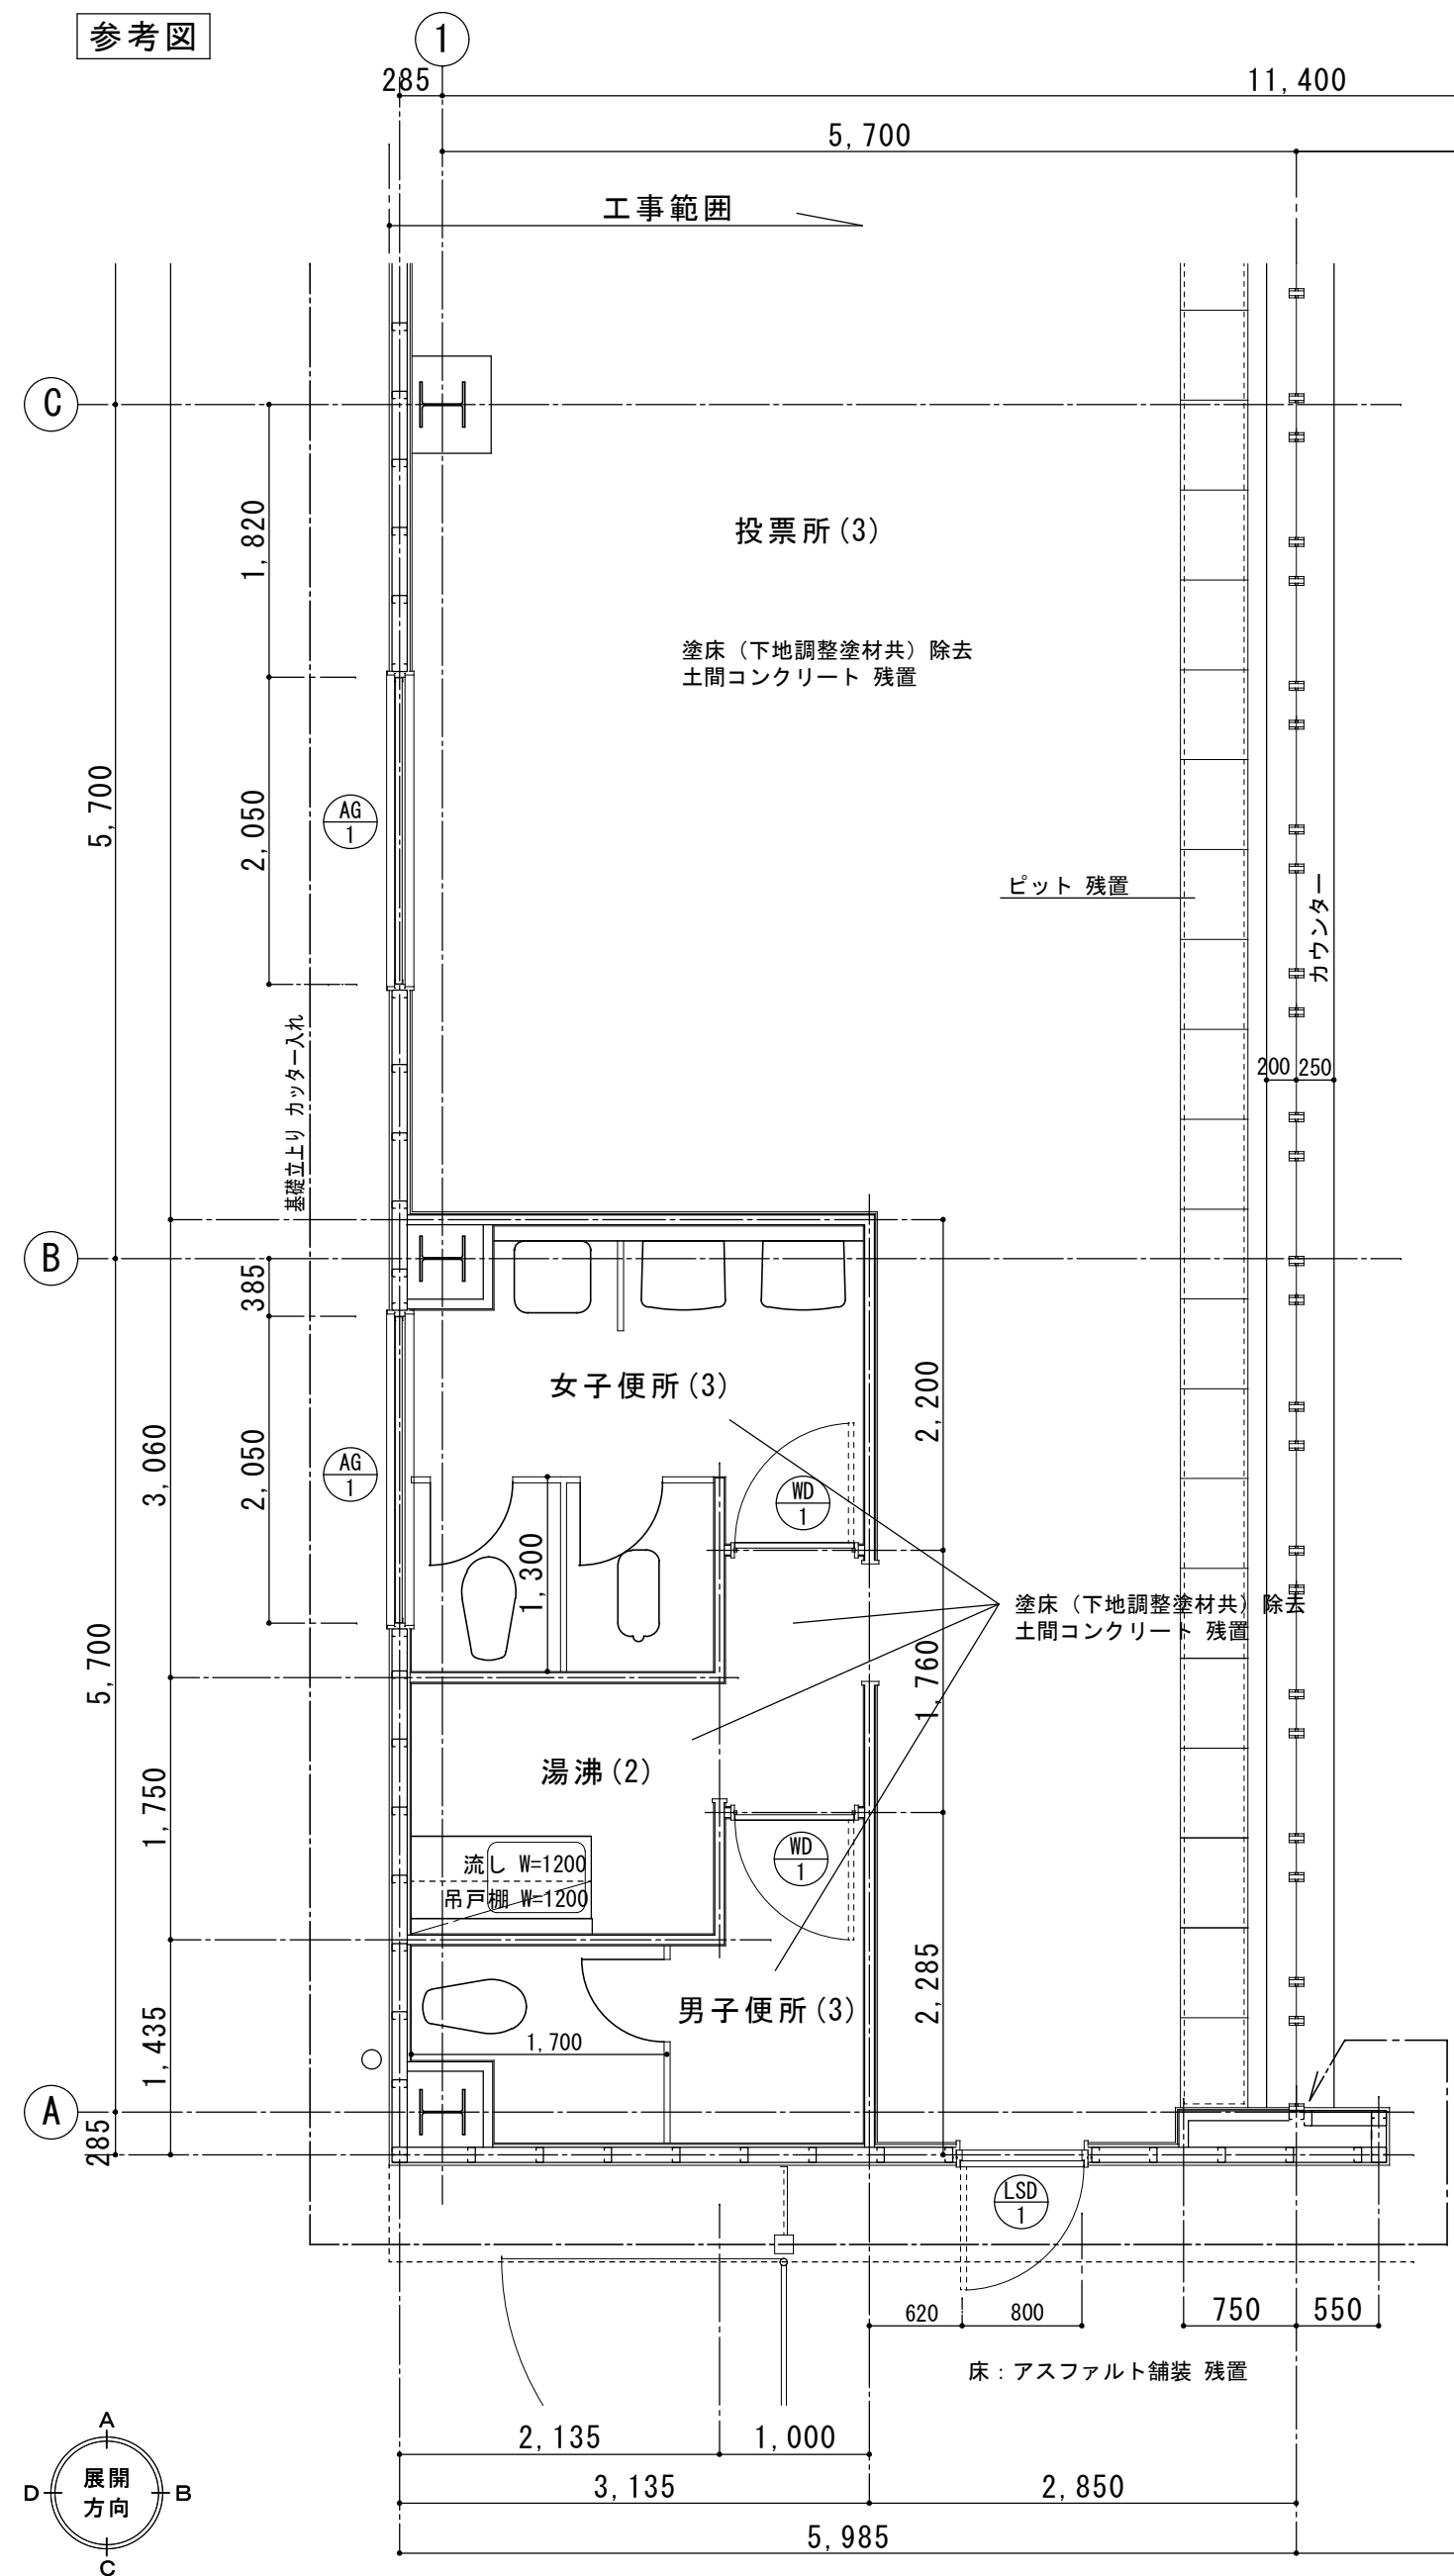 参考図
1
285
11,400
5,700
工事範囲
C
1,820
投票所(3)
塗床（下地調整塗材共）除去
土間コンクリート 残置
5,700
2,050
AG
1
ピット 残置
カウンター
基礎立上り カッター入れ
200
250
B
385
女子便所(3)
2,200
3,060
2,050
AG
1
WD
1
1,300
塗床（下地調整塗材共）除去
土間コンクリート 残置
5,700
1,760
湯沸(2)
1,750
流し W=1200
吊戸棚 W=1200
WD
1
2,285
男子便所(3)
1,435
1,700
A
285
LSD
1
620
800
750
550
床：アスファルト舗装 残置
2,135
1,000
A
展開
方向
D
B
C
3,135
2,850
5,985